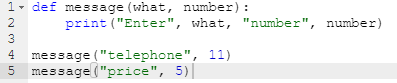 1 def message(what, number):
2     print("Enter", what, "number", number)
3
4 message("telephone", 11)
5 message("price", 5)